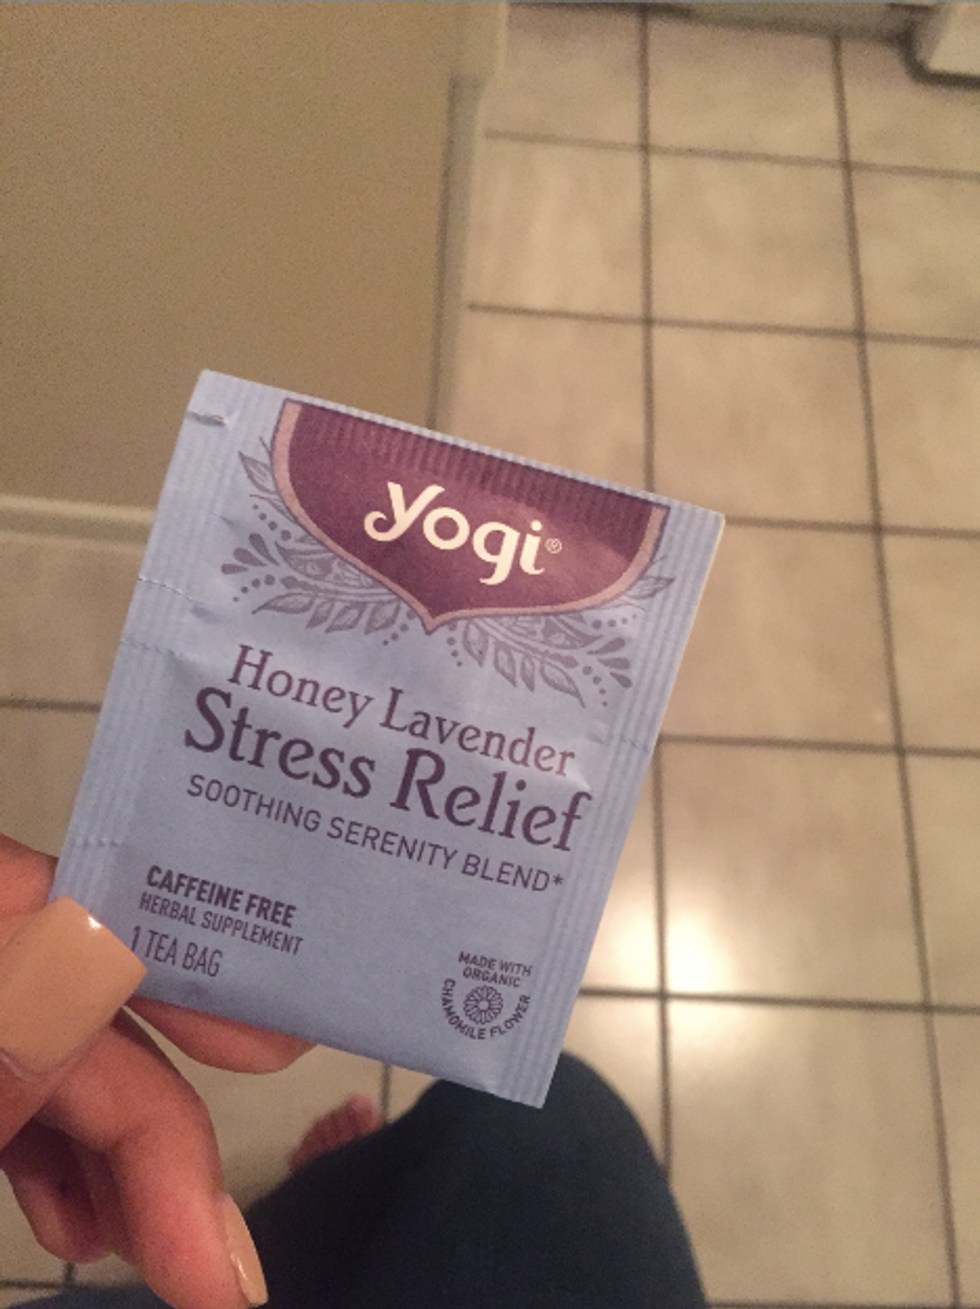 yogi®
Honey Lavender
Stress Relief
SOOTHING SERENITY BLEND*
CAFFEINE FREE
HERBAL SUPPLEMENT
1 TEA BAG
MADE WITH
ORGANIC
CHAMOMILE FLOWER